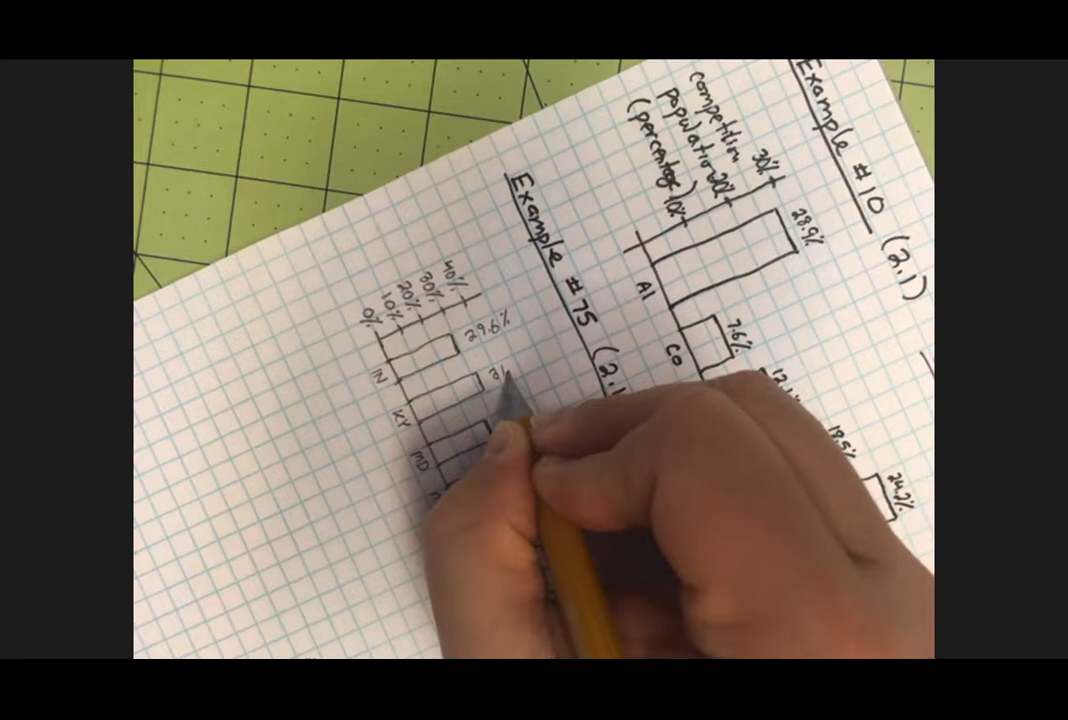 Example #10 (2.1)
competition
population
(percentage)
30%
20%
10%
28.9%
7.6%
18.5%
24.2%
Al
Co
Example #75 (2.1
40%
30%
20%
10%
0%
29.6%
IN
KY
MD